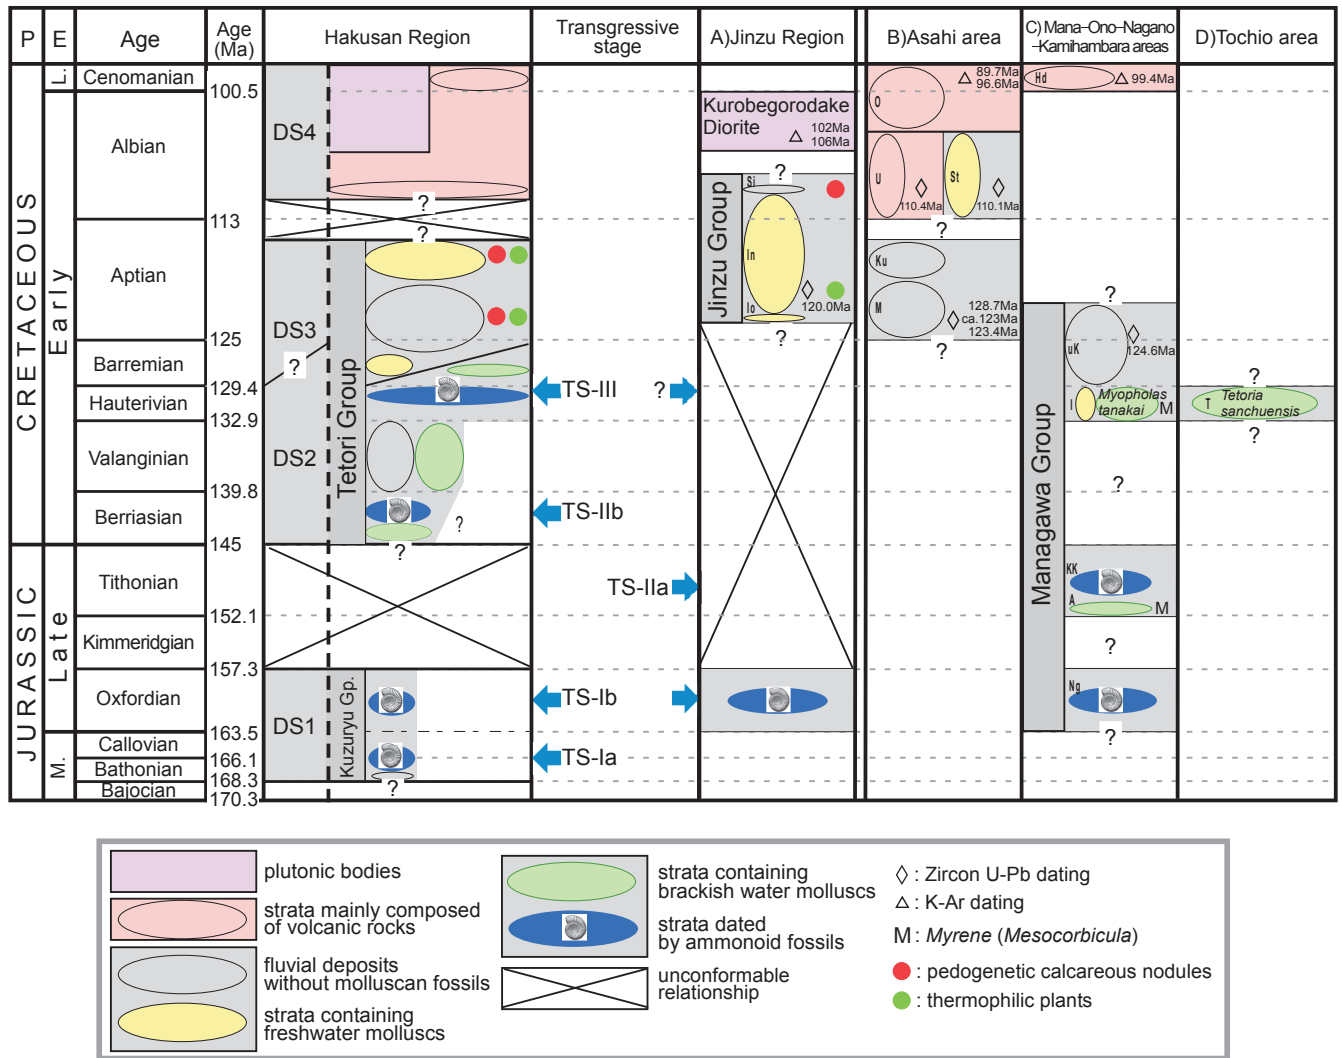 P
E
Age
Age
(Ma)
Hakusan Region
Transgressive
stage
A)Jinzu Region
B)Asahi area
C) Mana–Ono–Nagano
–Kamihambara areas
D)Tochio area
CRETACEOUS
JURASSIC
L.
Early
Late
M.
Cenomanian
Albian
Aptian
Barremian
Hauterivian
Valanginian
Berriasian
Tithonian
Kimmeridgian
Oxfordian
Callovian
Bathonian
Bajocian
100.5
113
125
129.4
132.9
139.8
145
152.1
157.3
163.5
166.1
168.3
170.3
DS4
?
?
DS3
?
DS2
Tetori Group
?
?
DS1
Kuzuryu Gp.
?
TS-III
?
TS-IIb
TS-IIa
TS-Ib
TS-Ia
Kurobegorodake
Diorite
102Ma
106Ma
?
Jinzu Group
Si
In
Io
120.0Ma
?
89.7Ma
96.6Ma
O
U
110.4Ma
St
110.1Ma
?
Ku
M
128.7Ma
ca.123Ma
123.4Ma
?
Hd
99.4Ma
?
Managawa Group
uK
124.6Ma
I
Myopholas
tanakai
M
?
KK
A
M
?
Ng
?
?
T
Tetoria
sanchuensis
?
plutonic bodies
strata mainly composed
of volcanic rocks
fluvial deposits
without molluscan fossils
strata containing
freshwater molluscs
strata containing
brackish water molluscs
strata dated
by ammonoid fossils
unconformable
relationship
: Zircon U-Pb dating
: K-Ar dating
M : Myrene (Mesocorbicula)
: pedogenetic calcareous nodules
: thermophilic plants